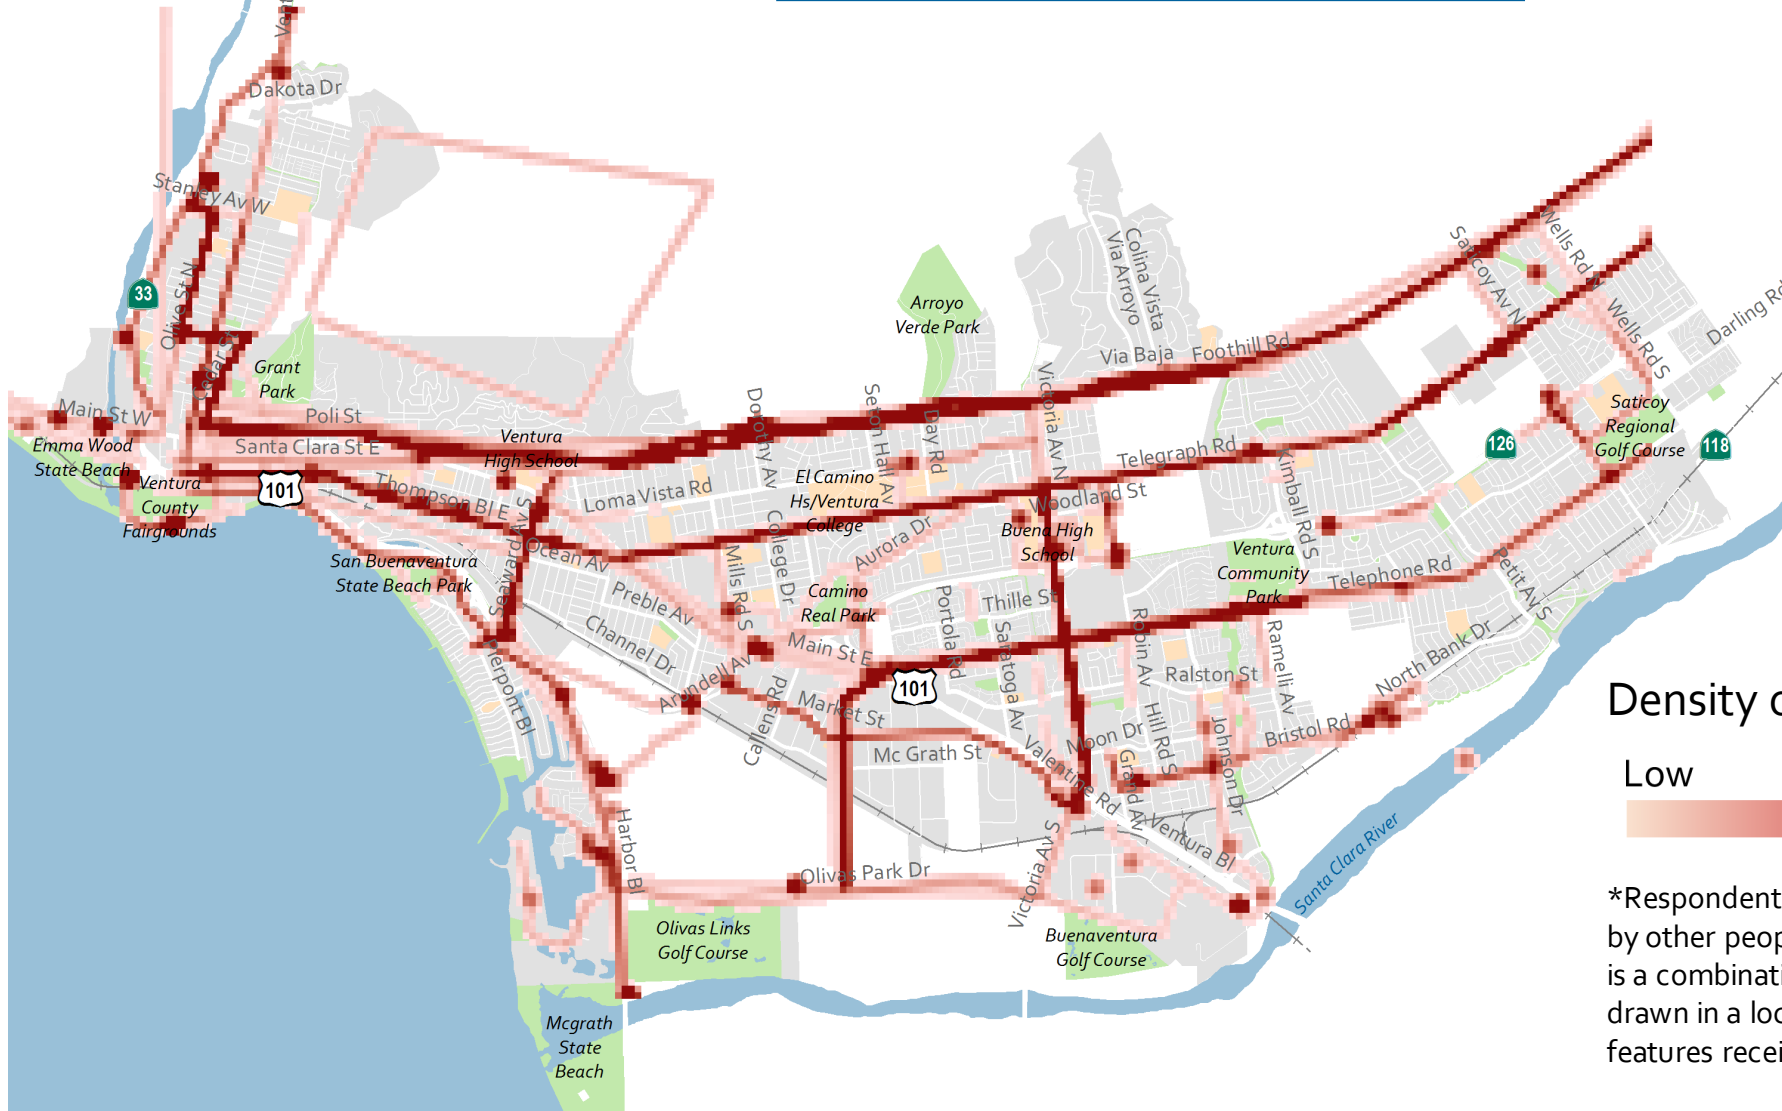 Vent
Dakota Dr
Stanley Av W
33
Olive St N
Cedar St
Grant
Park
Main St W
Poli St
Santa Clara St E
Emma Wood
State Beach
Ventura
County
Fairgrounds
101
Thompson Bl E
Ventura
High School
San Buenaventura
State Beach Park
Seaward Av S
Ocean Av
Loma Vista Rd
Preble Av
Channel Dr
Pierpont Bl
Harbor Bl
Mills Rd S
College Dr
Dorothy Av
Seton Hall Av
Day Rd
Arroyo
Verde Park
El Camino
Hs/Ventura
College
Aurora Dr
Camino
Real Park
Main St E
Arundell Av
Callens Rd
Market St
Mc Grath St
101
Portola Rd
Saratoga Av
Thille St
Woodland St
Buena High
School
Victoria Av N
Via Arroyo
Colina Vista
Via Baja
Foothill Rd
Telegraph Rd
Kimball Rd S
Ventura
Community
Park
Telephone Rd
Petit Av S
Saticoy Av N
Wells Rd N
Wells Rd S
Darling Rd
Saticoy
Regional
Golf Course
126
118
Robin Av
Ralston St
Ramelli Av
Hill Rd S
Moon Dr
Grand Av
Johnson Dr
Bristol Rd
North Bank Dr
Valentine Rd
Ventura Bl
Victoria Av S
Olivas Park Dr
Olivas Links
Golf Course
Buenaventura
Golf Course
Santa Clara River
Mcgrath
State
Beach
Density o
Low
*Respondent
by other peop
is a combinati
drawn in a loc
features recei